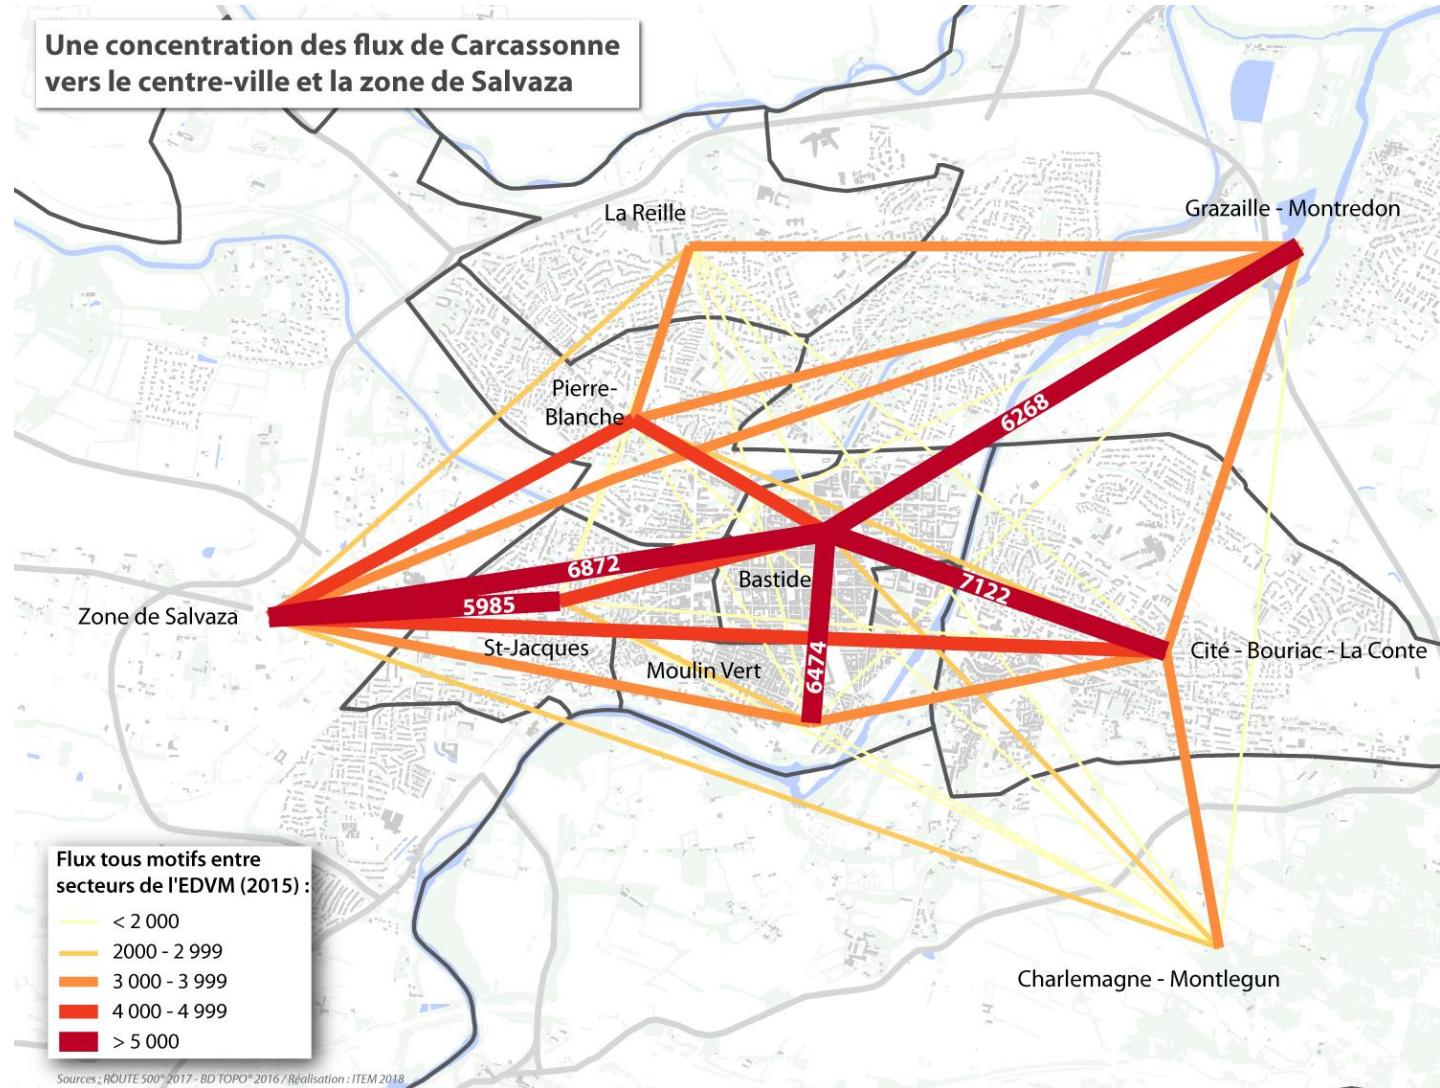 Une concentration des flux de Carcassonne
vers le centre-ville et la zone de Salvaza
La Reille
Grazaille - Montredon
Pierre-
Blanche
6268
6872
Bastide
7122
5985
Zone de Salvaza
St-Jacques
Moulin Vert
6474
Cité - Bouriac - La Conte
Charlemagne - Montlegun
Flux tous motifs entre
secteurs de l'EDVM (2015) :
< 2 000
2000 - 2 999
3 000 - 3 999
4 000 - 4 999
> 5 000
Sources : ROUTE 500® 2017 - BD TOPO® 2016 / Réalisation : ITEM 2018